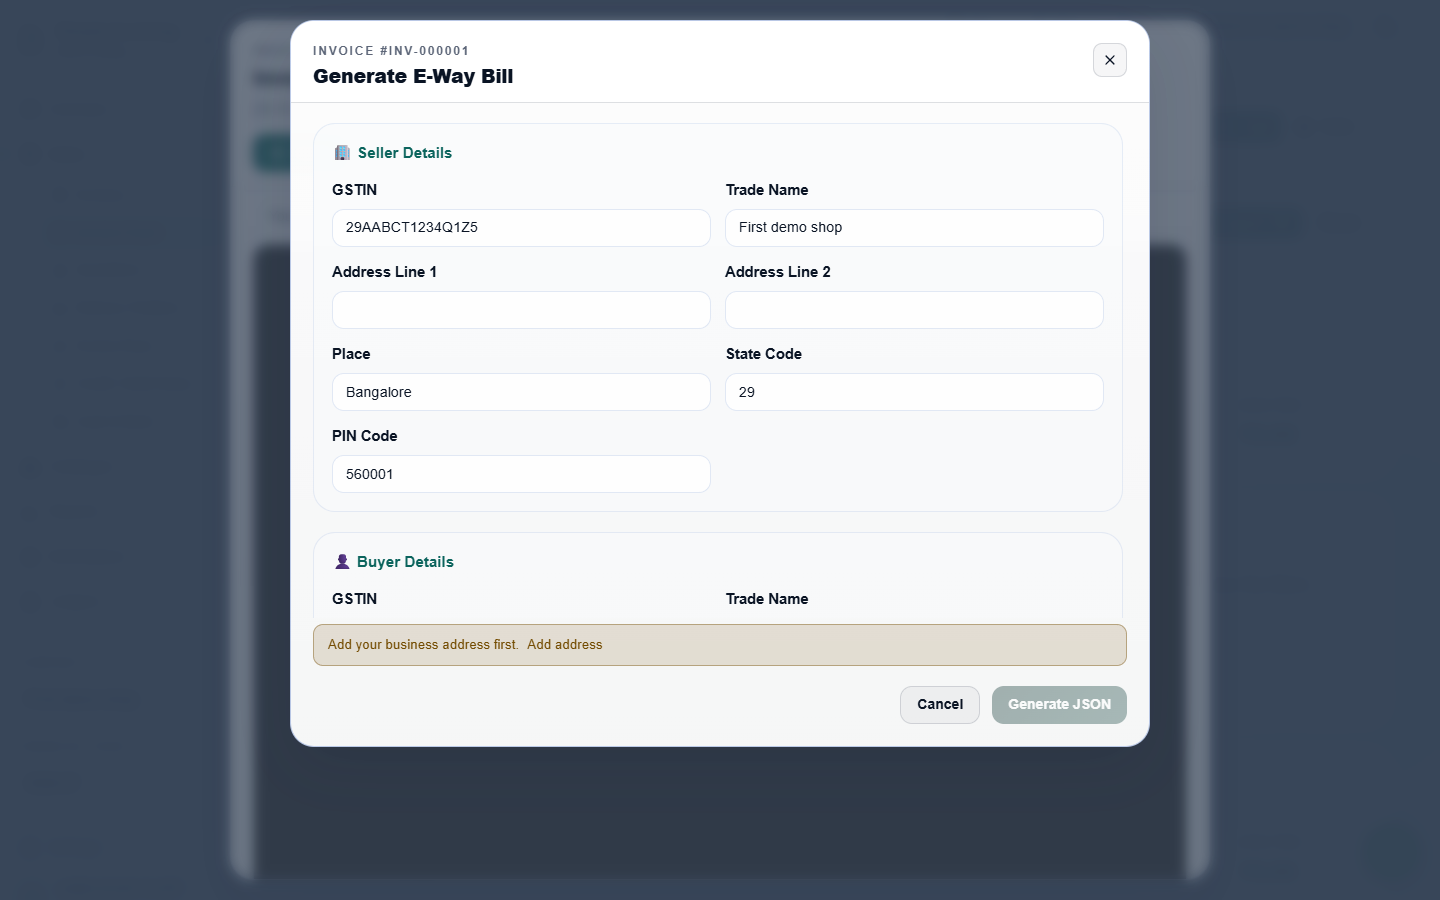 INVOICE #INV-000001
Generate E-Way Bill
Seller Details
GSTIN
Trade Name
29AABCT1234Q1Z5
First demo shop
Address Line 1
Address Line 2
Place
State Code
Bangalore
29
PIN Code
560001
Buyer Details
GSTIN
Trade Name
Add your business address first. Add address
Cancel
Generate JSON